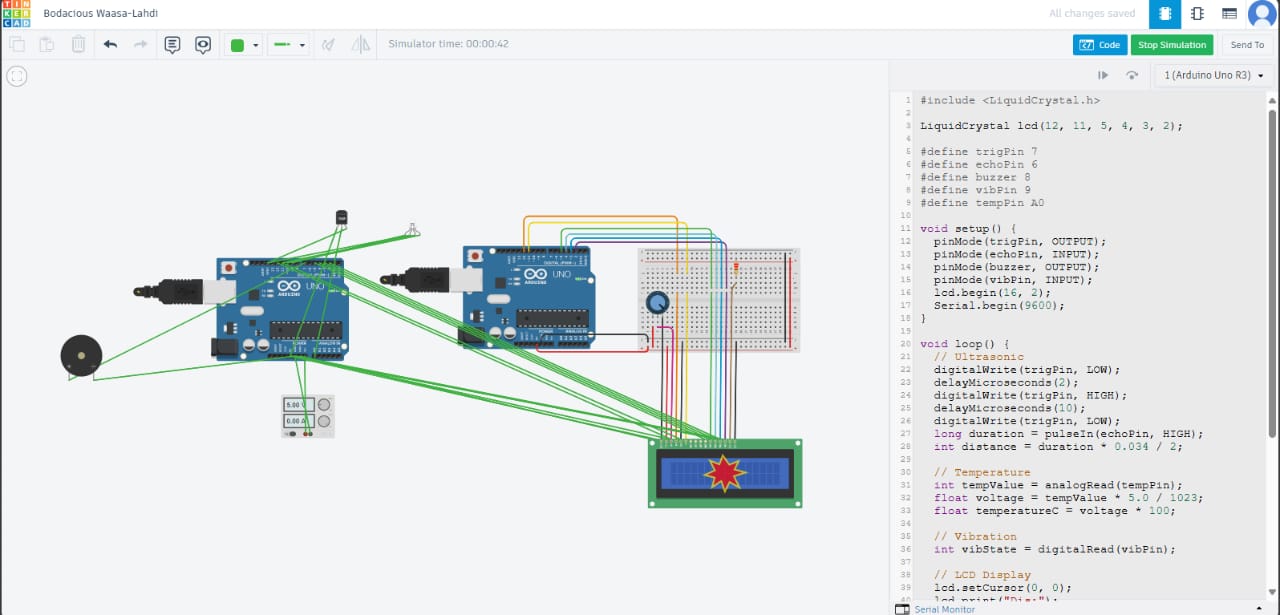 TIN
KER
CAD
Bodacious Waasa-Lahdi
All changes saved
Simulator time: 00:00:42
Code
Stop Simulation
Send To
1 (Arduino Uno R3)
1 #include <LiquidCrystal.h>
2
3 LiquidCrystal lcd(12, 11, 5, 4, 3, 2);
4
5 #define trigPin 7
6 #define echoPin 6
7 #define buzzer 8
8 #define vibPin 9
9 #define tempPin A0
10
11 void setup() {
12 pinMode(trigPin, OUTPUT);
13 pinMode(echoPin, INPUT);
14 pinMode(buzzer, OUTPUT);
15 pinMode(vibPin, INPUT);
16 lcd.begin(16, 2);
17 Serial.begin(9600);
18 }
19
20 void loop() {
21 // Ultrasonic
22 digitalWrite(trigPin, LOW);
23 delayMicroseconds(2);
24 digitalWrite(trigPin, HIGH);
25 delayMicroseconds(10);
26 digitalWrite(trigPin, LOW);
27 long duration = pulseIn(echoPin, HIGH);
28 int distance = duration * 0.034 / 2;
29
30 // Temperature
31 int tempValue = analogRead(tempPin);
32 float voltage = tempValue * 5.0 / 1023;
33 float temperatureC = voltage * 100;
34
35 // Vibration
36 int vibState = digitalRead(vibPin);
37
38 // LCD Display
39 lcd.setCursor(0, 0);
40 lcd.print("Dis:");
Serial Monitor
TMP
UNO
ARDUINO
UNO
ARDUINO
5.00 V
0.00 A